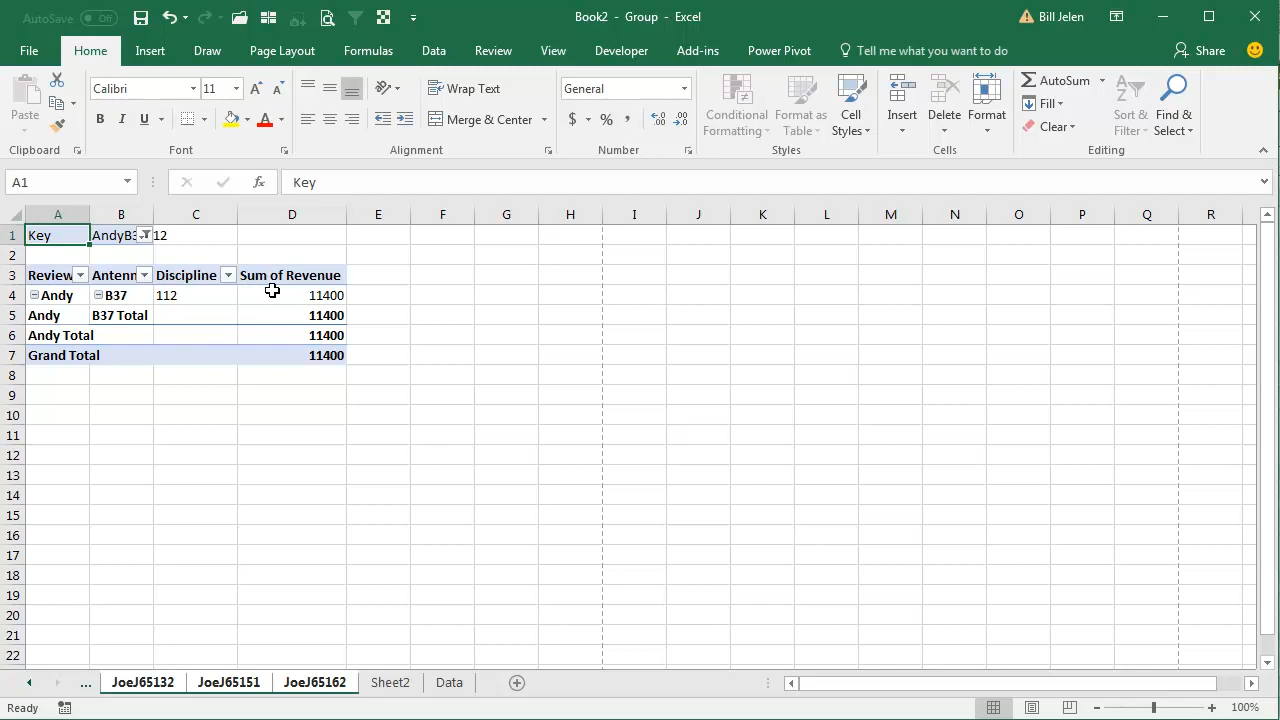 AutoSave Off Book2 - Group - Excel Bill Jelen
File Home Insert Draw Page Layout Formulas Data Review View Developer Add-ins Power Pivot Tell me what you want to do Share
Paste Calibri 11 Wrap Text General Conditional Formatting Format as Table Cell Styles Insert Delete Format AutoSum Sort & Filter Find & Select
B I U Merge & Center $ % , Fill
Clear
Clipboard Font Alignment Number Styles Cells Editing
A1 fx Key
A B C D E F G H I J K L M N O P Q R
1 Key AndyB3 12
2
3 Review Antenn Discipline Sum of Revenue
4 Andy B37 112 11400
5 Andy B37 Total 11400
6 Andy Total 11400
7 Grand Total 11400
8
9
10
11
12
13
14
15
16
17
18
19
20
21
22
... JoeJ65132 JoeJ65151 JoeJ65162 Sheet2 Data
Ready 100%